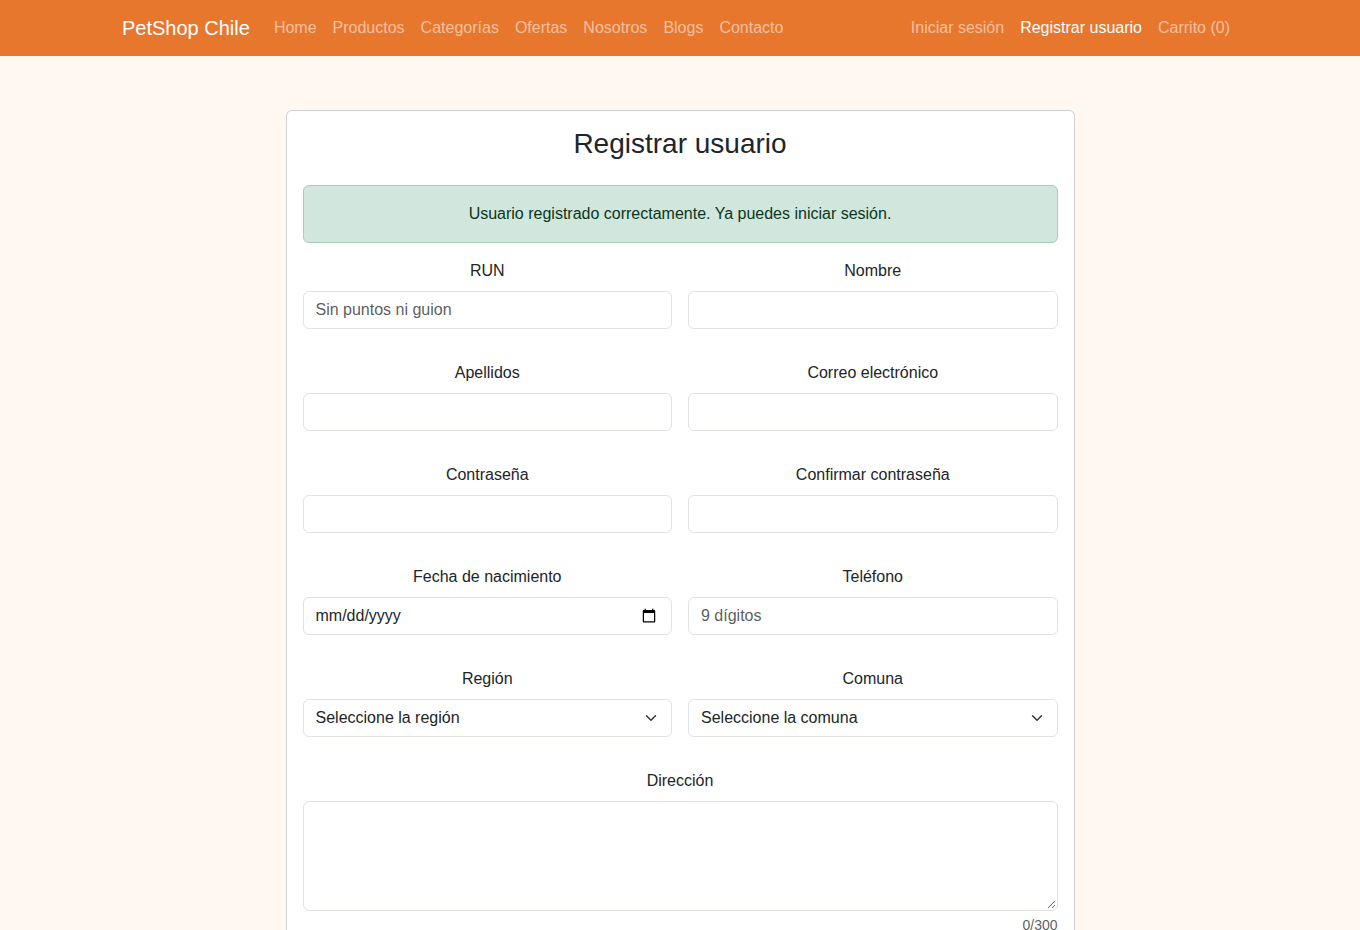 PetShop Chile Home Productos Categorías Ofertas Nosotros Blogs Contacto Iniciar sesión Registrar usuario Carrito (0)
Registrar usuario
Usuario registrado correctamente. Ya puedes iniciar sesión.
RUN Nombre
Sin puntos ni guion
Apellidos Correo electrónico
Contraseña Confirmar contraseña
Fecha de nacimiento Teléfono
mm/dd/yyyy 9 dígitos
Región Comuna
Seleccione la región Seleccione la comuna
Dirección
0/300